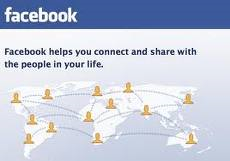 facebook
Facebook helps you connect and share with
the people in your life.